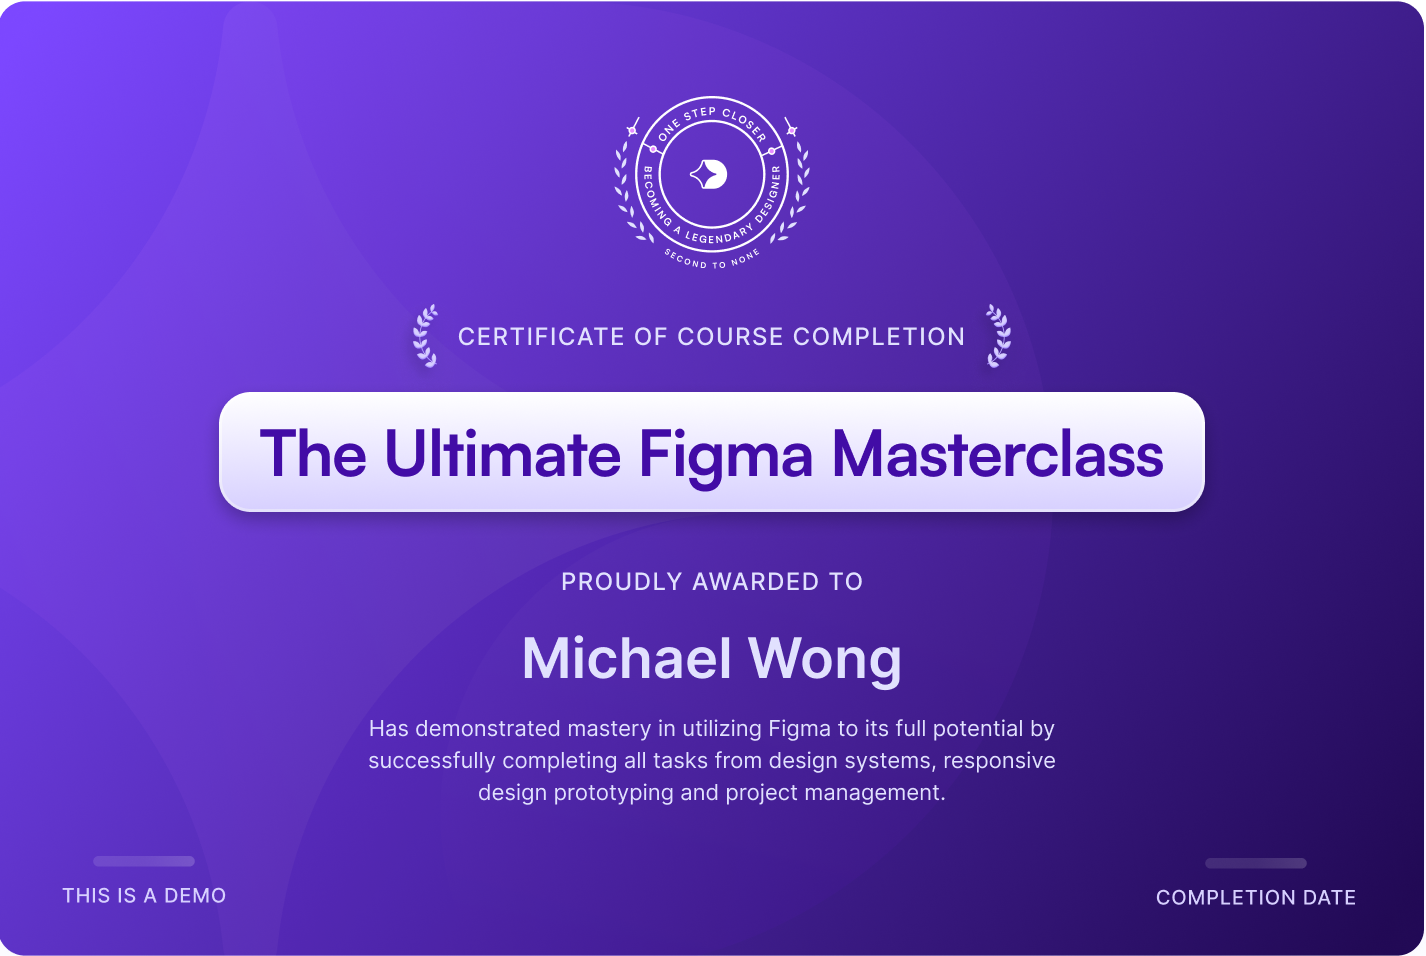 ONE STEP CLOSER
BECOMING A LEGENDARY DESIGNER
SECOND TO NONE
CERTIFICATE OF COURSE COMPLETION
The Ultimate Figma Masterclass
PROUDLY AWARDED TO
Michael Wong
Has demonstrated mastery in utilizing Figma to its full potential by
successfully completing all tasks from design systems, responsive
design prototyping and project management.
THIS IS A DEMO
COMPLETION DATE